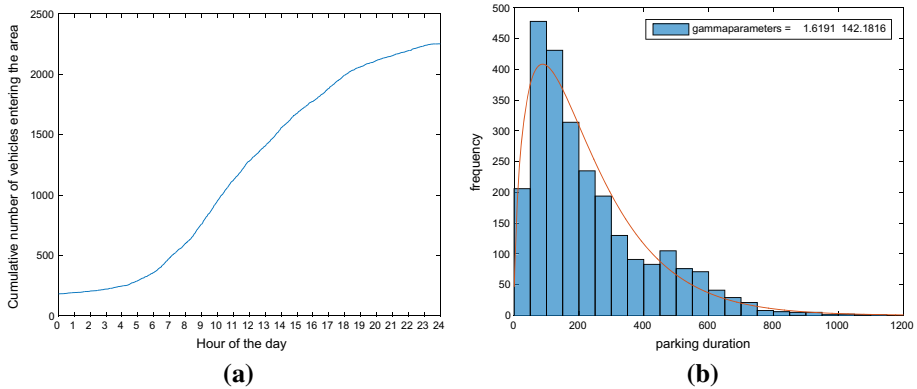 2500
2000
1500
1000
500
0
Cumulative number of vehicles entering the area
0 1 2 3 4 5 6 7 8 9 10 11 12 13 14 15 16 17 18 19 20 21 22 23 24
Hour of the day
(a)
500
450
400
350
300
250
200
150
100
50
0
frequency
gammaparameters = 1.6191 142.1816
0 200 400 600 800 1000 1200
parking duration
(b)